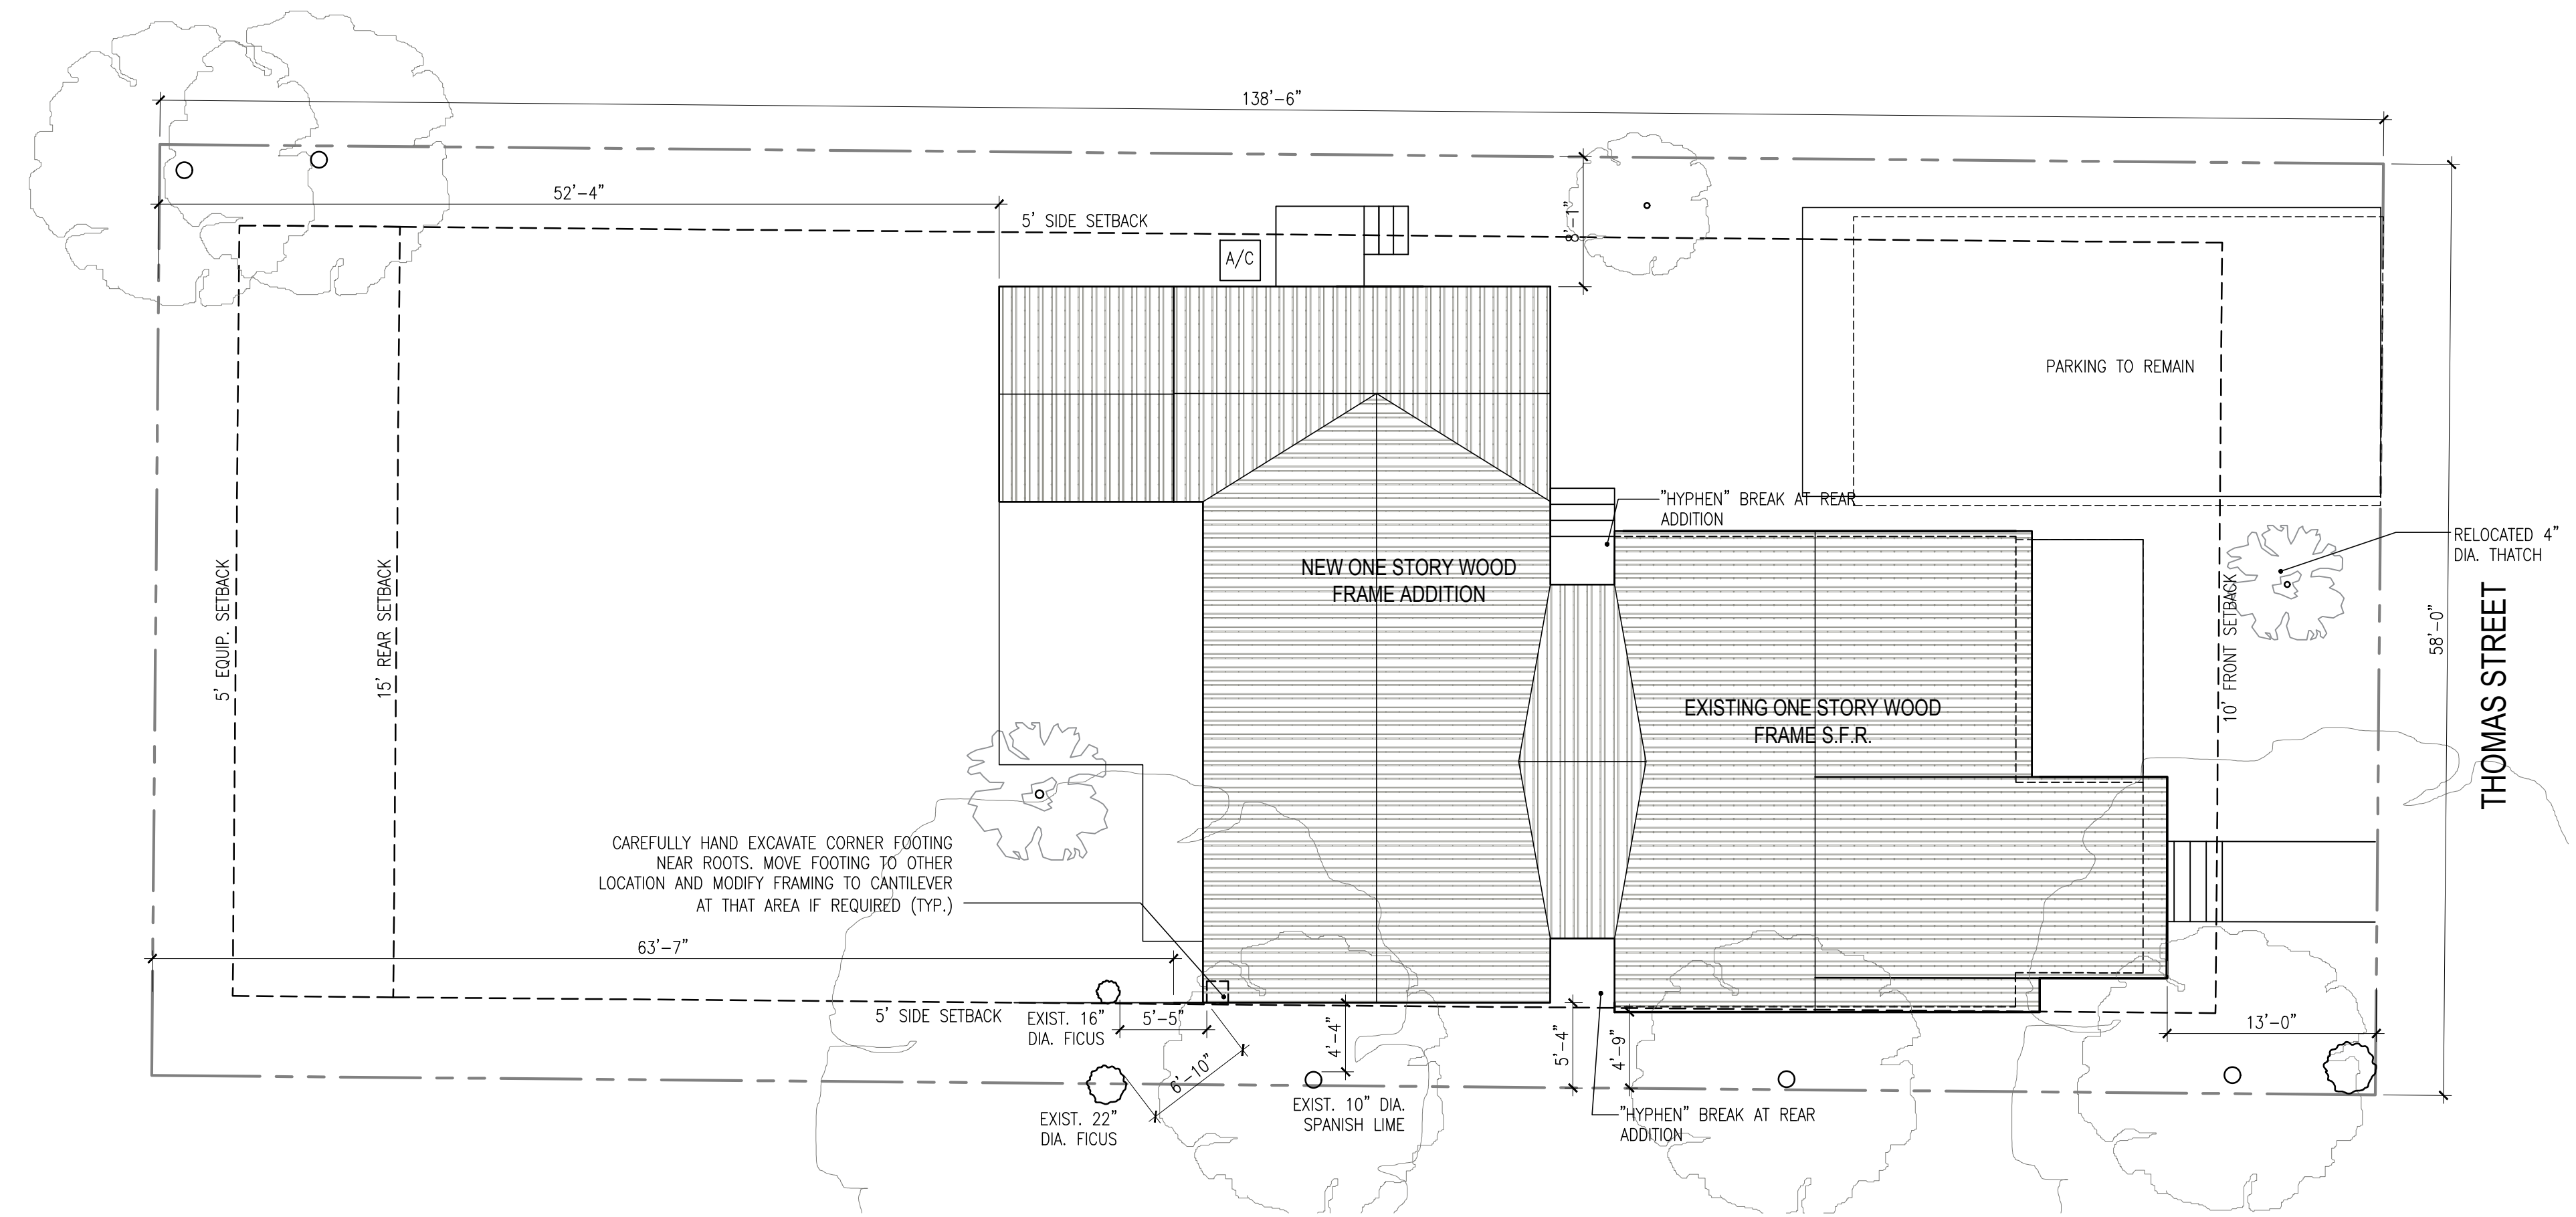 138'-6"
52'-4"
5' SIDE SETBACK
8'-1"
A/C
PARKING TO REMAIN
"HYPHEN" BREAK AT REAR
ADDITION
RELOCATED 4"
DIA. THATCH
NEW ONE STORY WOOD
FRAME ADDITION
5' EQUIP. SETBACK
15' REAR SETBACK
10' FRONT SETBACK
58'-0"
THOMAS STREET
EXISTING ONE STORY WOOD
FRAME S.F.R.
CAREFULLY HAND EXCAVATE CORNER FOOTING
NEAR ROOTS. MOVE FOOTING TO OTHER
LOCATION AND MODIFY FRAMING TO CANTILEVER
AT THAT AREA IF REQUIRED (TYP.)
63'-7"
5' SIDE SETBACK
EXIST. 16"
DIA. FICUS
5'-5"
4'-4"
5'-4"
4'-9"
13'-0"
6'-10"
EXIST. 22"
DIA. FICUS
EXIST. 10" DIA.
SPANISH LIME
"HYPHEN" BREAK AT REAR
ADDITION